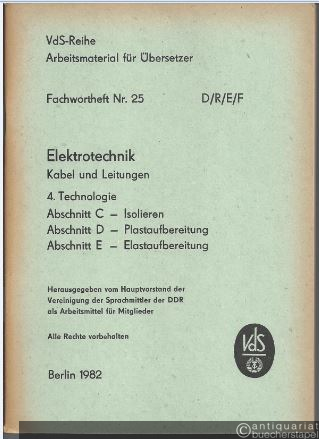 VdS-Reihe
Arbeitsmaterial für Übersetzer
Fachwortheft Nr. 25 D/R/E/F
Elektrotechnik
Kabel und Leitungen
4. Technologie
Abschnitt C – Isolieren
Abschnitt D – Plastaufbereitung
Abschnitt E – Elastaufbereitung
Herausgegeben vom Hauptvorstand der
Vereinigung der Sprachmittler der DDR
als Arbeitsmittel für Mitglieder
Alle Rechte vorbehalten
VdS
Berlin 1982
antiquariat
buecherstapel